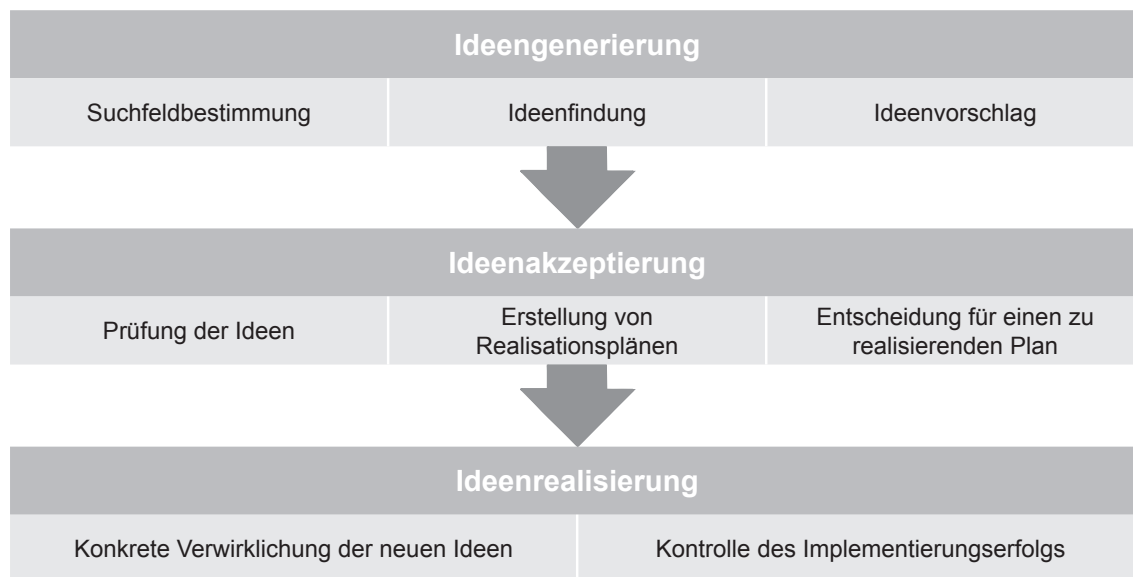 Ideengenerierung
Suchfeldbestimmung
Ideenfindung
Ideenvorschlag
Ideenakzeptierung
Prüfung der Ideen
Erstellung von
Realisationsplänen
Entscheidung für einen zu
realisierenden Plan
Ideenrealisierung
Konkrete Verwirklichung der neuen Ideen
Kontrolle des Implementierungserfolgs